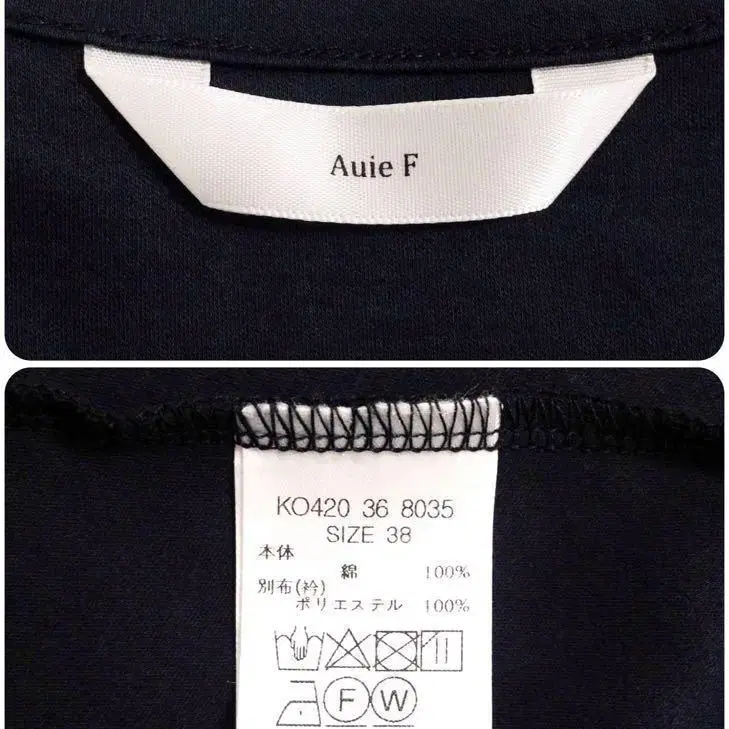 Auie F
KO420 36 8035
SIZE 38
本体
綿 100%
別布(衿)
ポリエステル 100%
F W